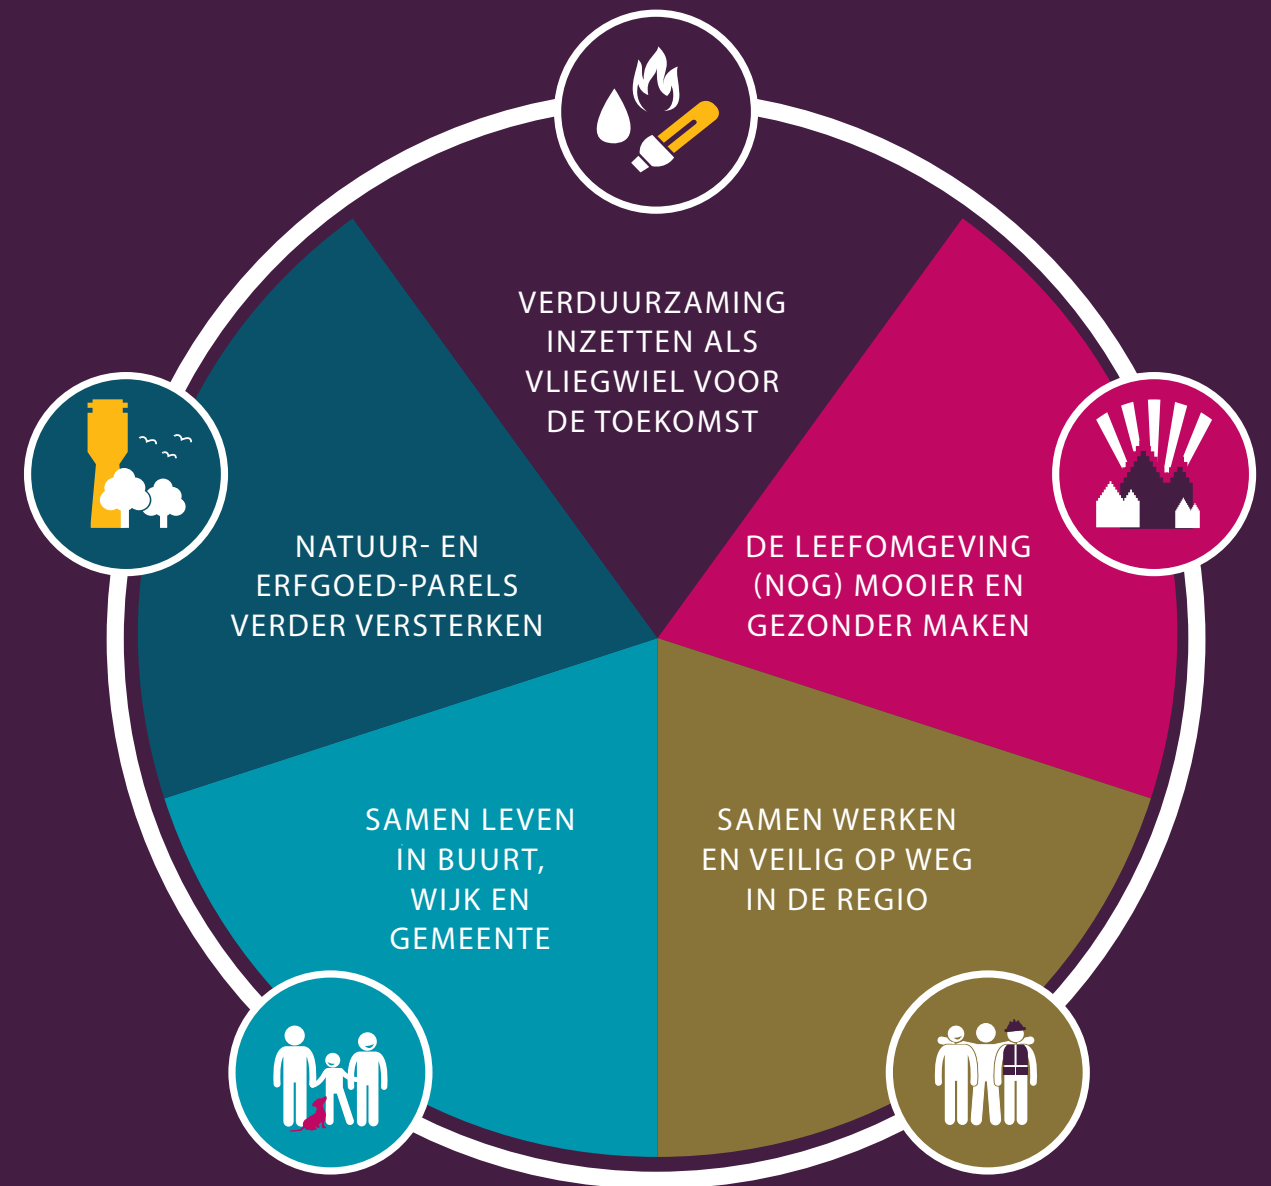 VERDUURZAMING
INZETTEN ALS
VLIEGWIEL VOOR
DE TOEKOMST
DE LEEFOMGEVING
(NOG) MOOIER EN
GEZONDER MAKEN
SAMEN WERKEN
EN VEILIG OP WEG
IN DE REGIO
SAMEN LEVEN
IN BUURT,
WIJK EN
GEMEENTE
NATUUR- EN
ERFGOED-PARELS
VERDER VERSTERKEN